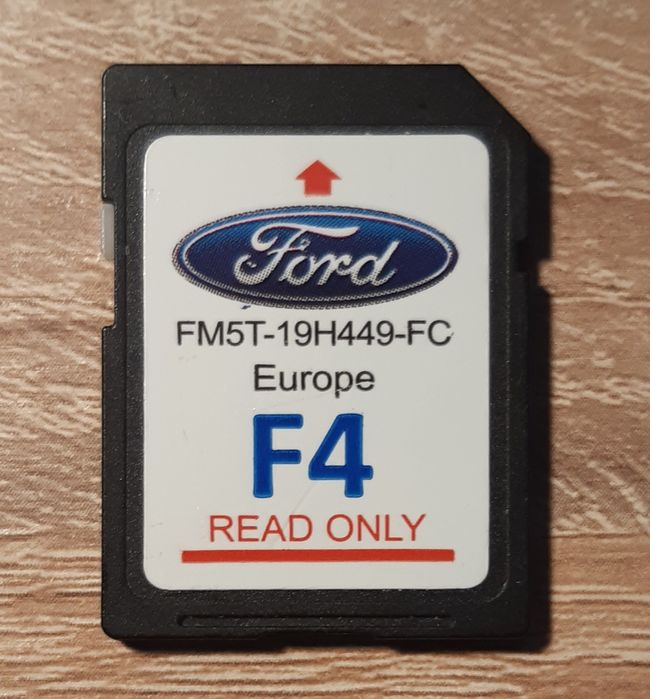 Ford
FM5T-19H449-FC
Europe
F4
READ ONLY